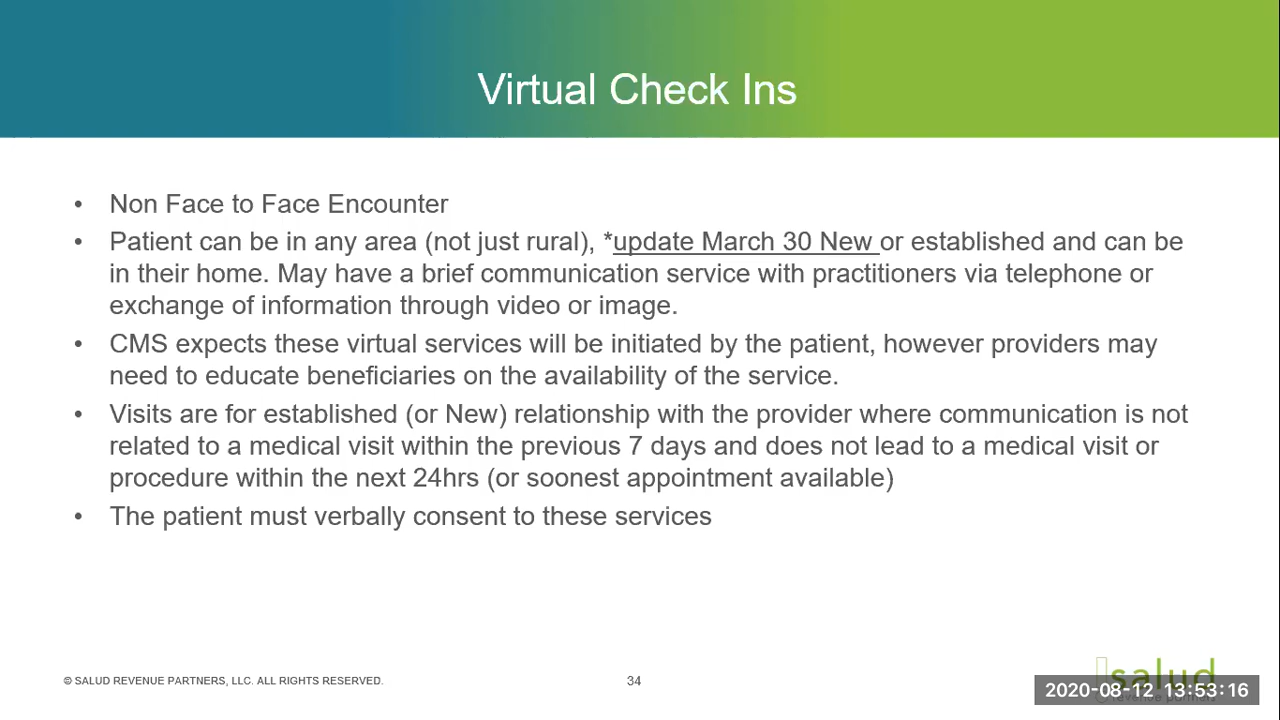 Virtual Check Ins
• Non Face to Face Encounter
• Patient can be in any area (not just rural), *update March 30 New or established and can be
in their home. May have a brief communication service with practitioners via telephone or
exchange of information through video or image.
• CMS expects these virtual services will be initiated by the patient, however providers may
need to educate beneficiaries on the availability of the service.
• Visits are for established (or New) relationship with the provider where communication is not
related to a medical visit within the previous 7 days and does not lead to a medical visit or
procedure within the next 24hrs (or soonest appointment available)
• The patient must verbally consent to these services
© SALUD REVENUE PARTNERS, LLC. ALL RIGHTS RESERVED.
34
salud
2020-08-12 13:53:16